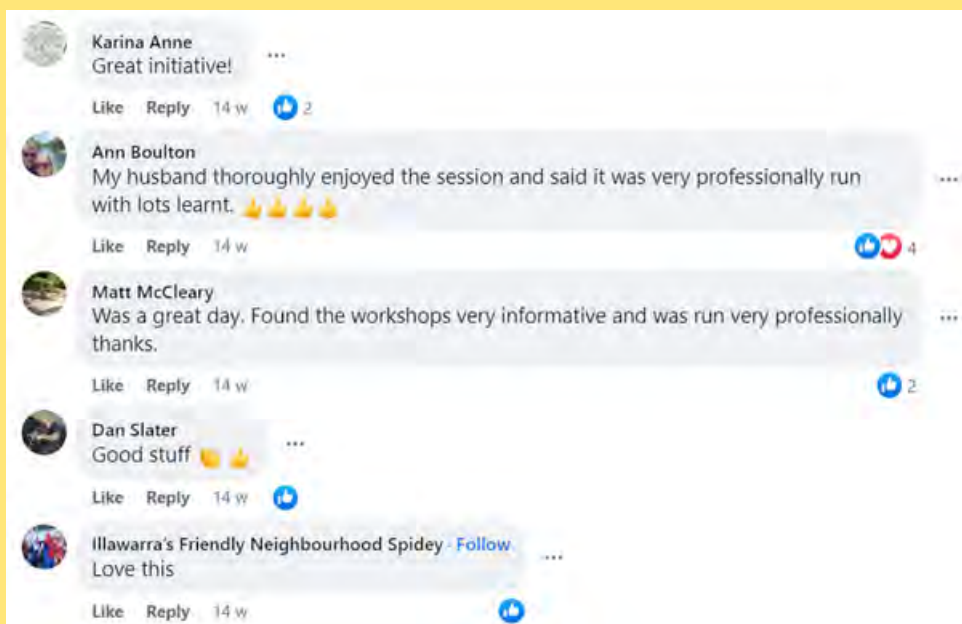 Karina Anne
Great initiative!
...
Like Reply 14 w 2
Ann Boulton
My husband thoroughly enjoyed the session and said it was very professionally run
with lots learnt. 👍👍👍👍
...
Like Reply 14 w 4
Matt McCleary
Was a great day. Found the workshops very informative and was run very professionally
thanks.
...
Like Reply 14 w 2
Dan Slater
Good stuff 👏👍
...
Like Reply 14 w
Illawarra's Friendly Neighbourhood Spidey · Follow
Love this
...
Like Reply 14 w